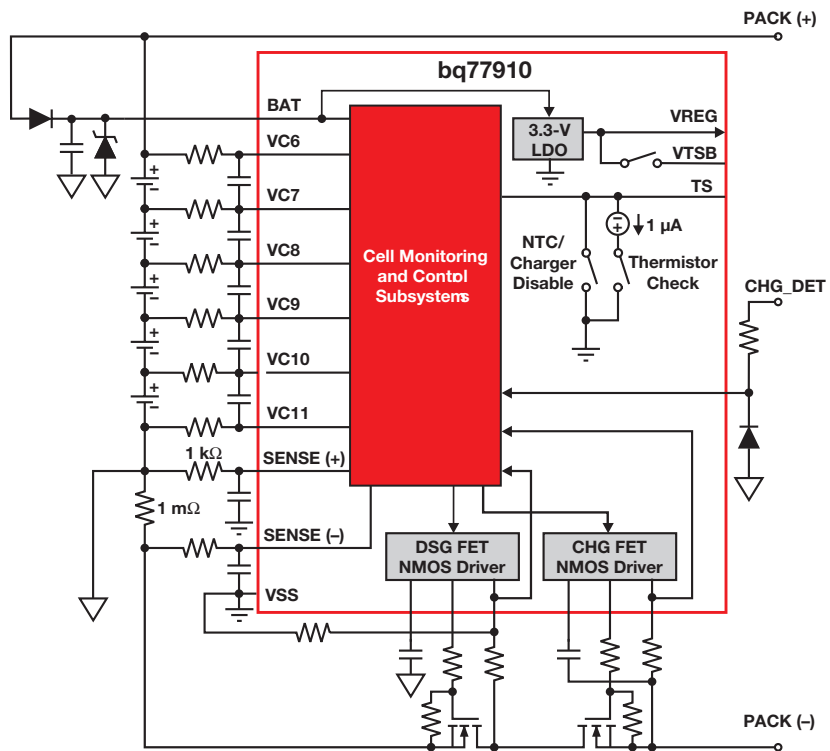 PACK (+)
bq77910
BAT
3.3-V
LDO
VREG
VTSB
VC6
TS
VC7
1 µA
NTC/
Charger
Disable
Thermistor
Check
VC8
Cell Monitoring
and Contol
Subsystems
CHG_DET
VC9
VC10
VC11
1 kΩ
SENSE (+)
1 mΩ
SENSE (–)
DSG FET
NMOS Driver
CHG FET
NMOS Driver
VSS
PACK (–)